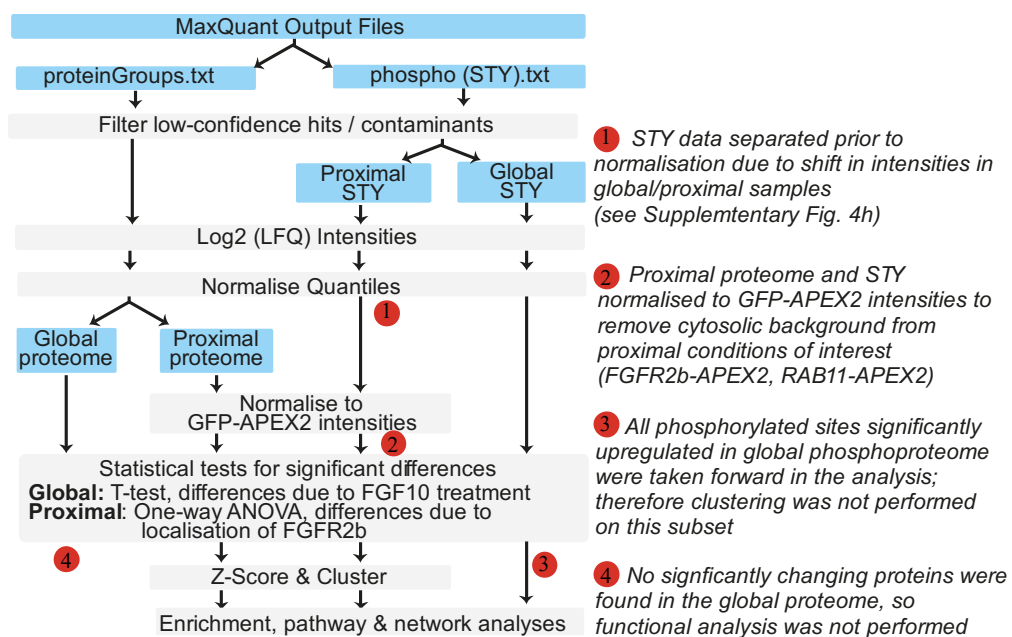 MaxQuant Output Files
proteinGroups.txt
phospho (STY).txt
Filter low-confidence hits / contaminants
Proximal
STY
Global
STY
Log2 (LFQ) Intensities
Normalise Quantiles
1
Global
proteome
Proximal
proteome
Normalise to
GFP-APEX2 intensities
2
Statistical tests for significant differences
Global: T-test, differences due to FGF10 treatment
Proximal: One-way ANOVA, differences due to
localisation of FGFR2b
4
3
Z-Score & Cluster
Enrichment, pathway & network analyses
1 STY data separated prior to
normalisation due to shift in intensities in
global/proximal samples
(see Supplemtentary Fig. 4h)
2 Proximal proteome and STY
normalised to GFP-APEX2 intensities to
remove cytosolic background from
proximal conditions of interest
(FGFR2b-APEX2, RAB11-APEX2)
3 All phosphorylated sites significantly
upregulated in global phosphoproteome
were taken forward in the analysis;
therefore clustering was not performed
on this subset
4 No signficantly changing proteins were
found in the global proteome, so
functional analysis was not performed